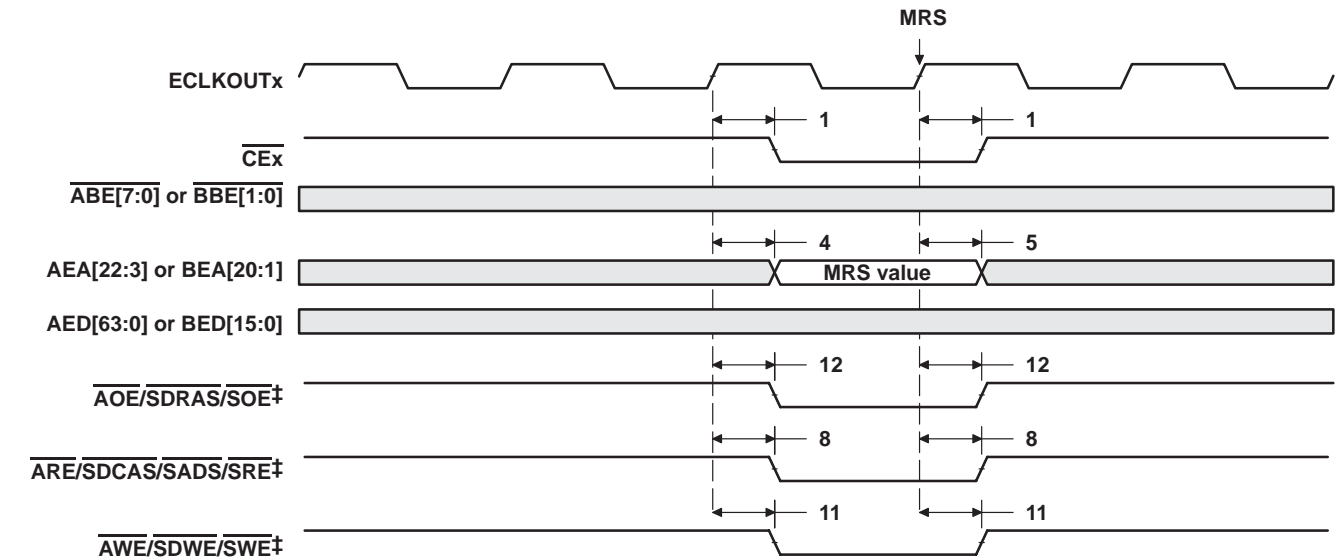 MRS
ECLKOUTx
1 1
CEx
ABE[7:0] or BBE[1:0]
4 5
AEA[22:3] or BEA[20:1] MRS value
AED[63:0] or BED[15:0]
12 12
AOE/SDRAS/SOE‡
8 8
ARE/SDCAS/SADS/SRE‡
11 11
AWE/SDWE/SWE‡